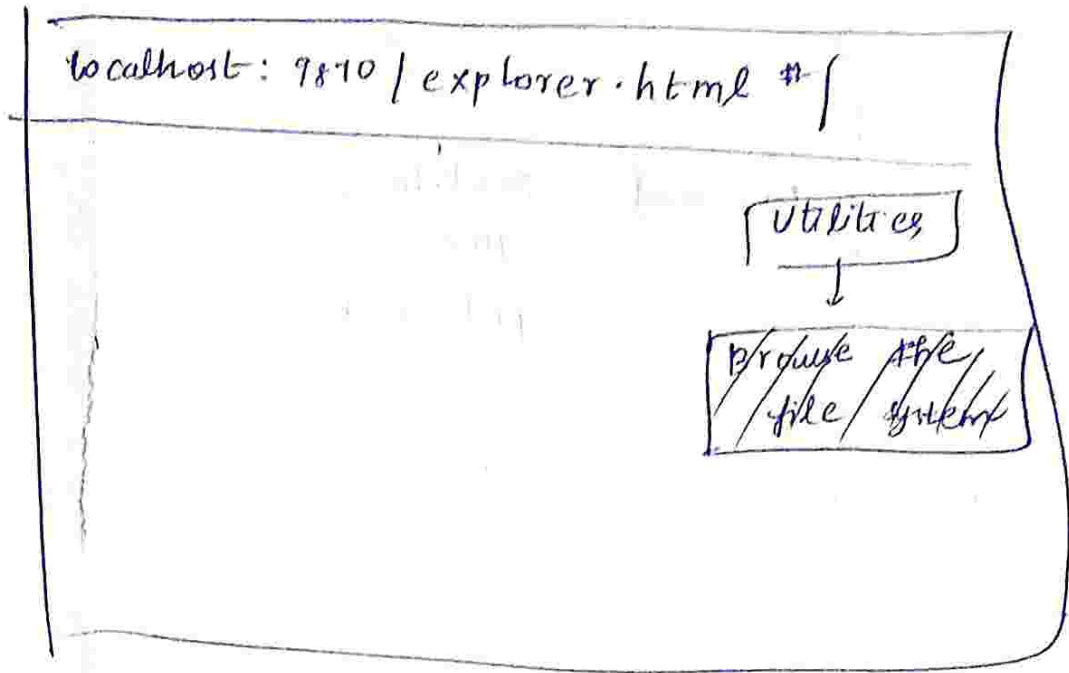 localhost: 9870 / explorer.html #/
Utilities
browse the
file system